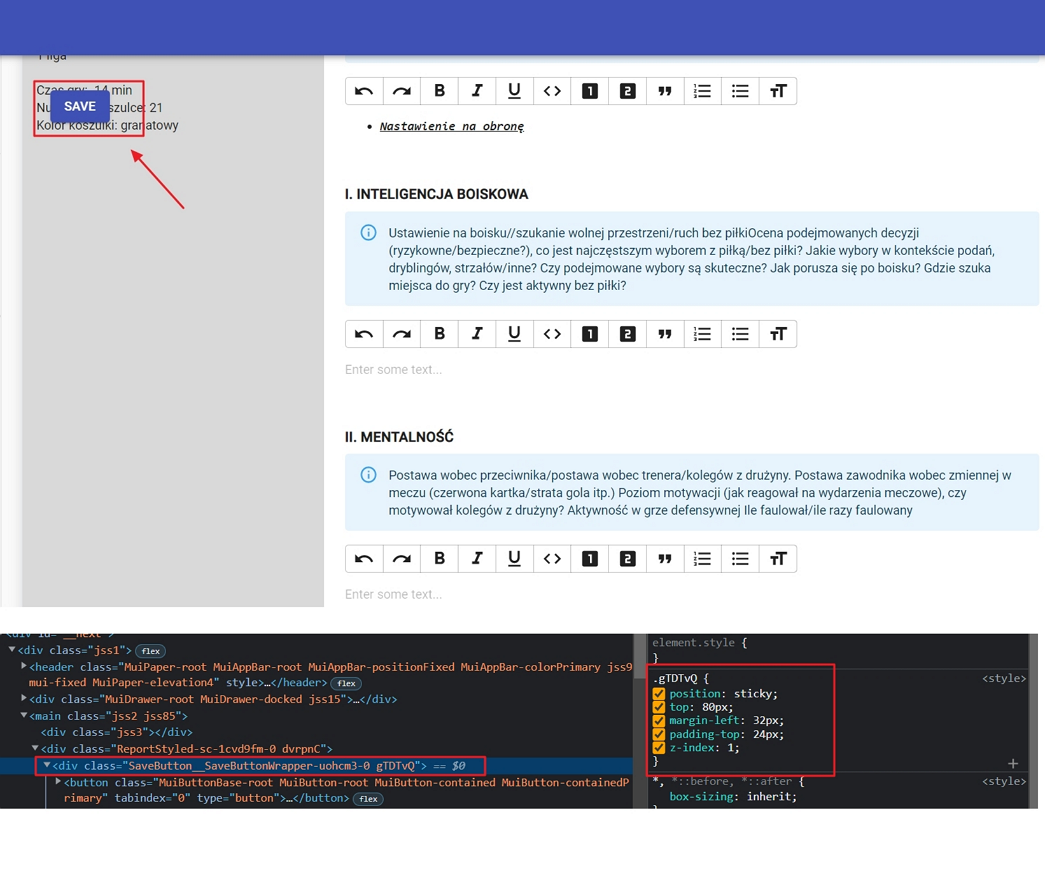 1 liga
Czas gry: 14 min
SAVE
szulce: 21
Kolor koszulki: granatowy
Nastawienie na obronę
I. INTELIGENCJA BOISKOWA
Ustawienie na boisku//szukanie wolnej przestrzeni/ruch bez piłkiOcena podejmowanych decyzji
(ryzykowne/bezpieczne?), co jest najczęstszym wyborem z piłką/bez piłki? Jakie wybory w kontekście podań,
dryblingów, strzałów/inne? Czy podejmowane wybory są skuteczne? Jak porusza się po boisku? Gdzie szuka
miejsca do gry? Czy jest aktywny bez piłki?
Enter some text...
II. MENTALNOŚĆ
Postawa wobec przeciwnika/postawa wobec trenera/kolegów z drużyny. Postawa zawodnika wobec zmiennej w
meczu (czerwona kartka/strata gola itp.) Poziom motywacji (jak reagował na wydarzenia meczowe), czy
motywował kolegów z drużyny? Aktywność w grze defensywnej Ile faulował/ile razy faulowany
Enter some text...
<div id="__next">
<div class="jss1"> flex
<header class="MuiPaper-root MuiAppBar-root MuiAppBar-positionFixed MuiAppBar-colorPrimary jss9
mui-fixed MuiPaper-elevation4" style>…</header> flex
<div class="MuiDrawer-root MuiDrawer-docked jss15">…</div>
<main class="jss2 jss85">
<div class="jss3"></div>
<div class="ReportStyled-sc-1cvd9fm-0 dvrpnC">
<div class="SaveButton__SaveButtonWrapper-uohcm3-0 gTDTvQ"> == $0
<button class="MuiButtonBase-root MuiButton-root MuiButton-contained MuiButton-containedP
rimary" tabindex="0" type="button">…</button> flex
element.style {
}
.gTDTvQ { <style>
position: sticky;
top: 80px;
margin-left: 32px;
padding-top: 24px;
z-index: 1;
}
*, *::before, *::after { <style>
box-sizing: inherit;